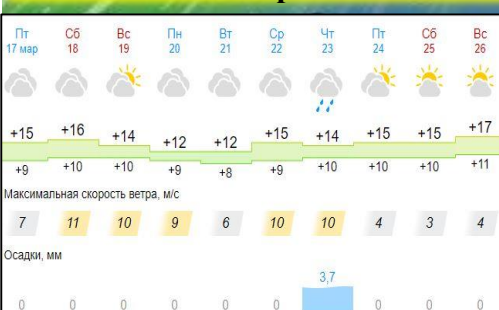 Пт Сб Вс Пн Вт Ср Чт Пт Сб Вс
17 мар 18 19 20 21 22 23 24 25 26
+15 +16 +14 +12 +12 +15 +14 +15 +15 +17
+9 +10 +10 +9 +8 +9 +10 +10 +10 +11
Максимальная скорость ветра, м/с
7 11 10 9 6 10 10 4 3 4
Осадки, мм
3,7
0 0 0 0 0 0 0 0 0